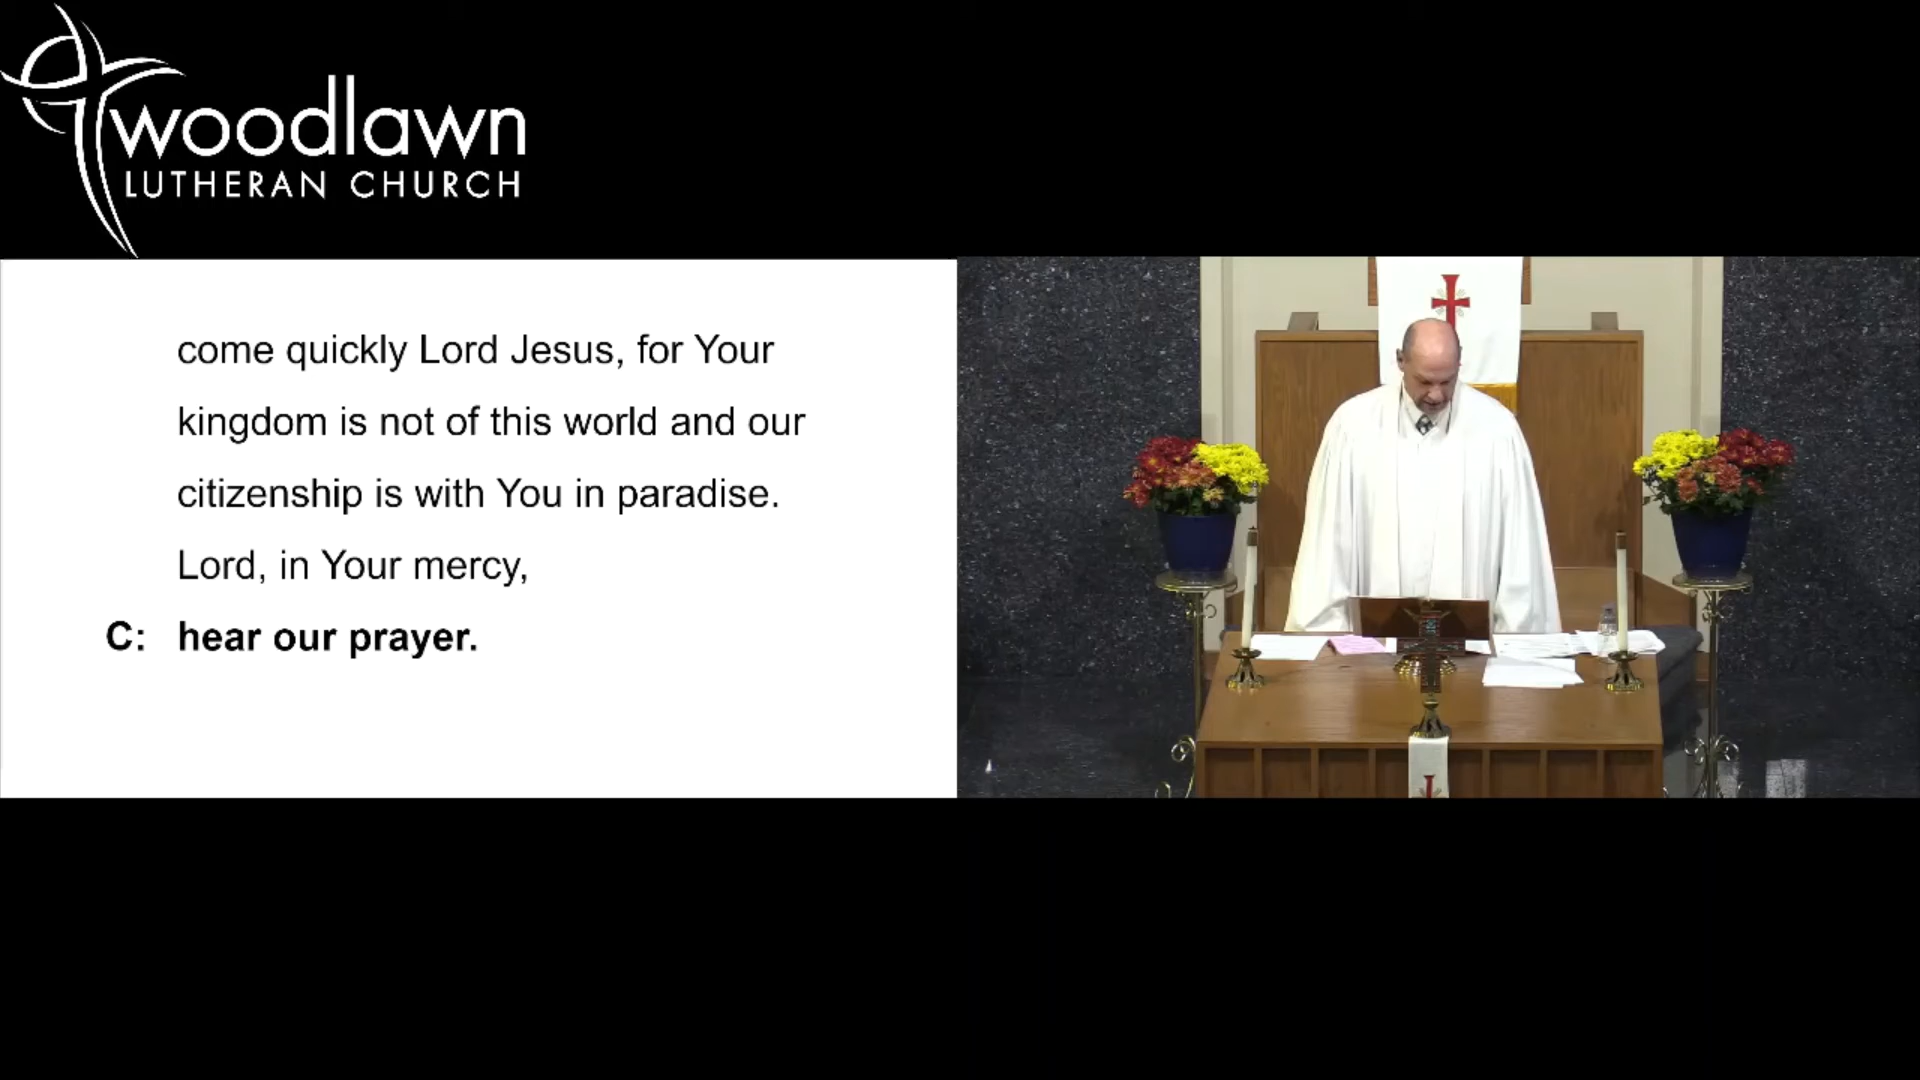 woodlawn
LUTHERAN CHURCH
come quickly Lord Jesus, for Your
kingdom is not of this world and our
citizenship is with You in paradise.
Lord, in Your mercy,
C: hear our prayer.